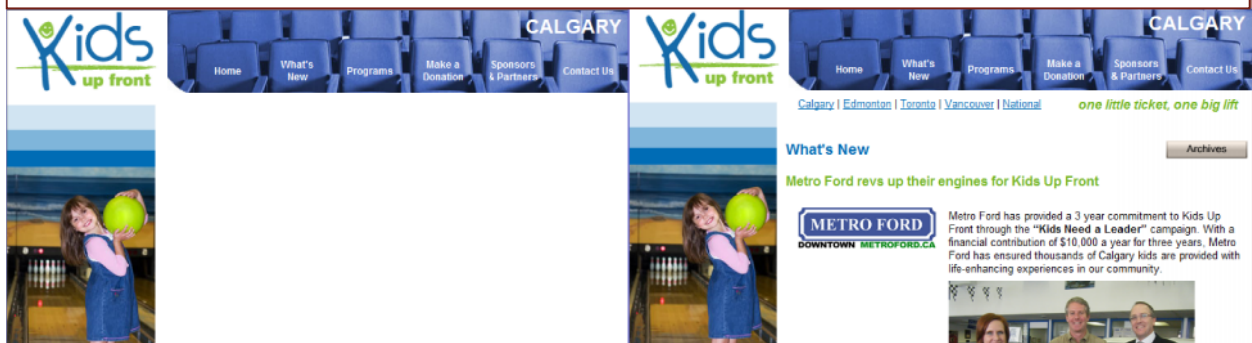 Kids
up front
CALGARY
Home
What's
New
Programs
Make a
Donation
Sponsors
& Partners
Contact Us
Kids
up front
CALGARY
Home
What's
New
Programs
Make a
Donation
Sponsors
& Partners
Contact Us
Calgary | Edmonton | Toronto | Vancouver | National
one little ticket, one big lift
What's New
Archives
Metro Ford revs up their engines for Kids Up Front
METRO FORD
DOWNTOWN METROFORD.CA
Metro Ford has provided a 3 year commitment to Kids Up
Front through the “Kids Need a Leader” campaign. With a
financial contribution of $10,000 a year for three years, Metro
Ford has ensured thousands of Calgary kids are provided with
life-enhancing experiences in our community.